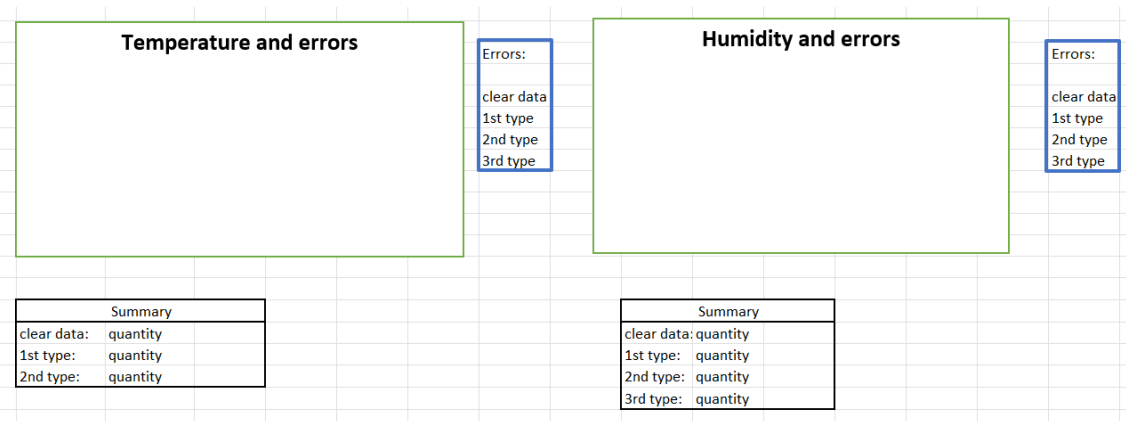 Temperature and errors
Errors:
clear data
1st type
2nd type
3rd type
Humidity and errors
Errors:
clear data
1st type
2nd type
3rd type
Summary
clear data: quantity
1st type: quantity
2nd type: quantity
Summary
clear data: quantity
1st type: quantity
2nd type: quantity
3rd type: quantity